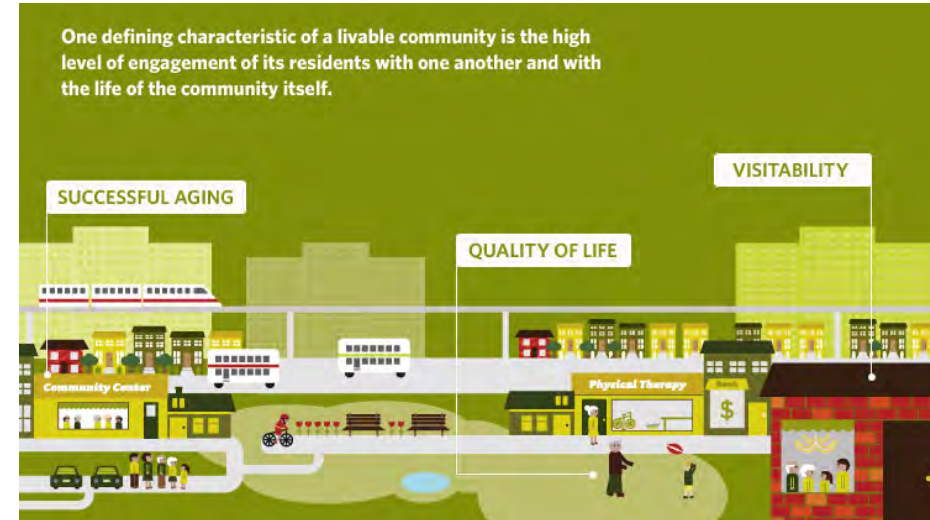 One defining characteristic of a livable community is the high
level of engagement of its residents with one another and with
the life of the community itself.
VISITABILITY
SUCCESSFUL AGING
QUALITY OF LIFE
Community Center
Physical Therapy
Bank
$